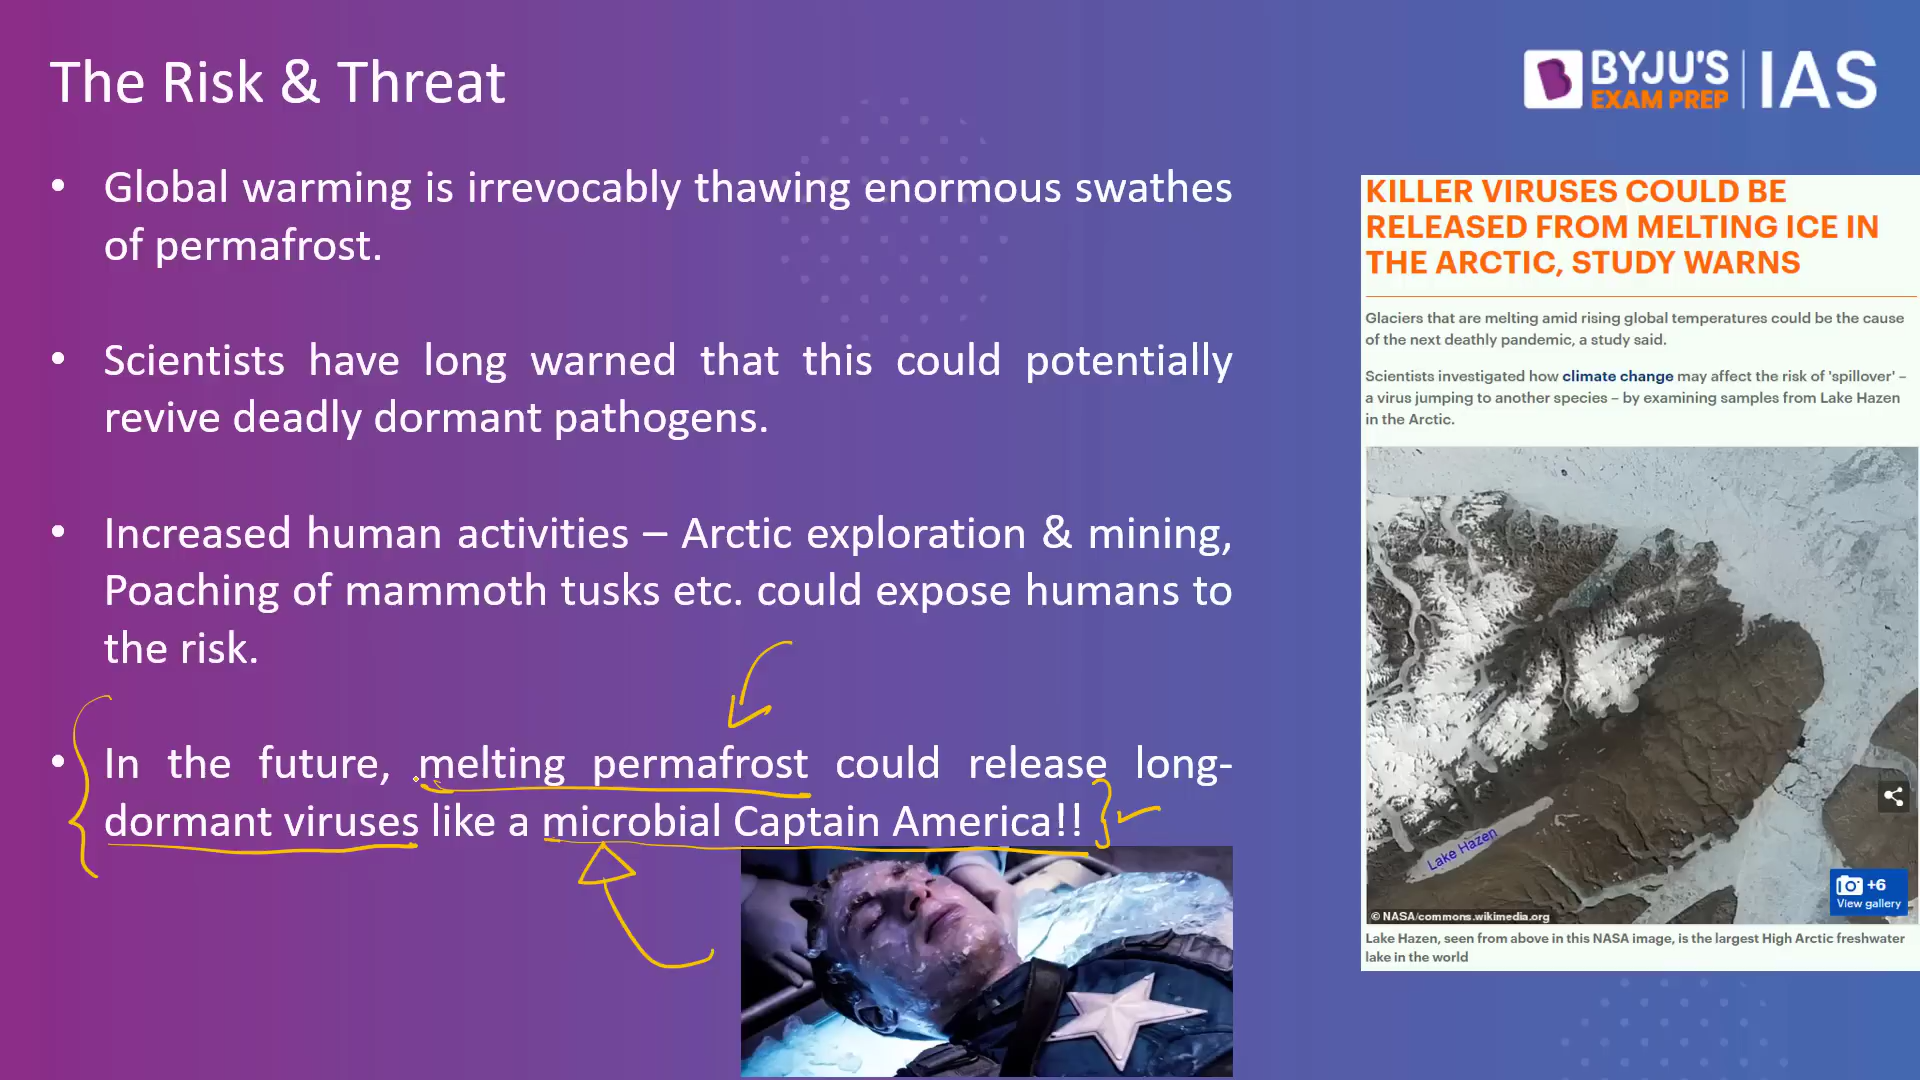 The Risk & Threat
BYJU'S
EXAM PREP
IAS
• Global warming is irrevocably thawing enormous swathes
of permafrost.
• Scientists have long warned that this could potentially
revive deadly dormant pathogens.
• Increased human activities – Arctic exploration & mining,
Poaching of mammoth tusks etc. could expose humans to
the risk.
• In the future, melting permafrost could release long-
dormant viruses like a microbial Captain America!!
KILLER VIRUSES COULD BE
RELEASED FROM MELTING ICE IN
THE ARCTIC, STUDY WARNS
Glaciers that are melting amid rising global temperatures could be the cause
of the next deathly pandemic, a study said.
Scientists investigated how climate change may affect the risk of 'spillover' –
a virus jumping to another species – by examining samples from Lake Hazen
in the Arctic.
Lake Hazen
+6
View gallery
© NASA/commons.wikimedia.org
Lake Hazen, seen from above in this NASA image, is the largest High Arctic freshwater
lake in the world